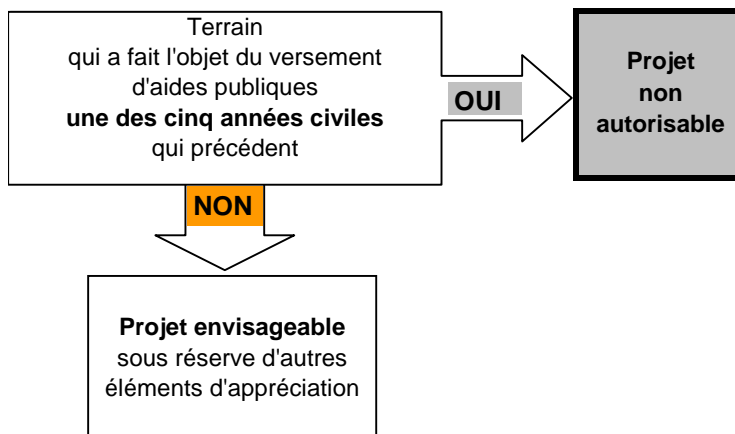 Terrain
qui a fait l'objet du versement
d'aides publiques
une des cinq années civiles
qui précédent
OUI
Projet
non
autorisable
NON
Projet envisageable
sous réserve d'autres
éléments d'appréciation